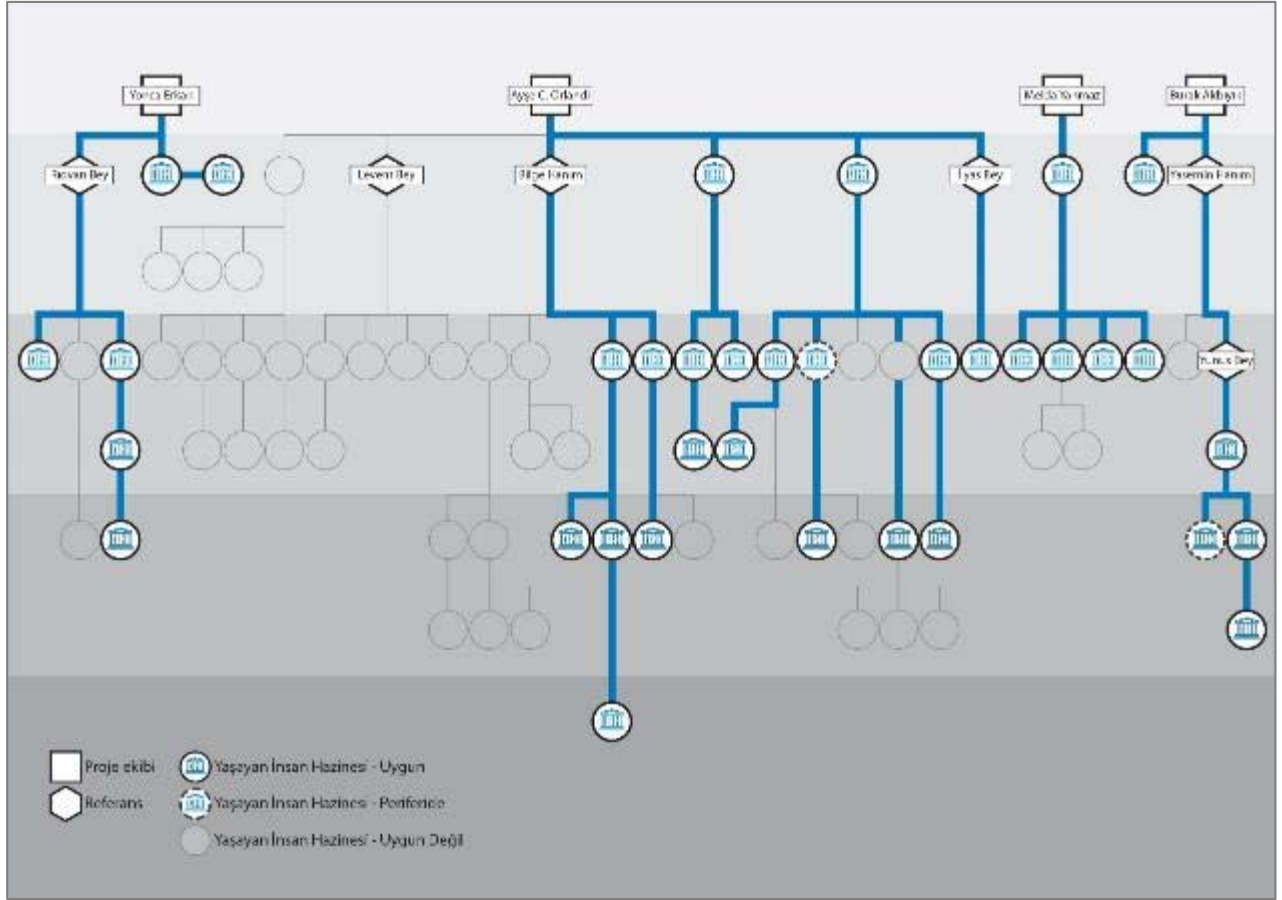 Yonca Erkan
Ayşe C. Orlandi
Melda Yanmaz
Burak Akbıyık
Rıdvan Bey
Levent Bey
Bilge Hanım
İlyas Bey
Yasemin Hanım
Yunus Bey
Proje ekibi
Yaşayan İnsan Hazinesi - Uygun
Referans
Yaşayan İnsan Hazinesi - Periferide
Yaşayan İnsan Hazinesi - Uygun Değil